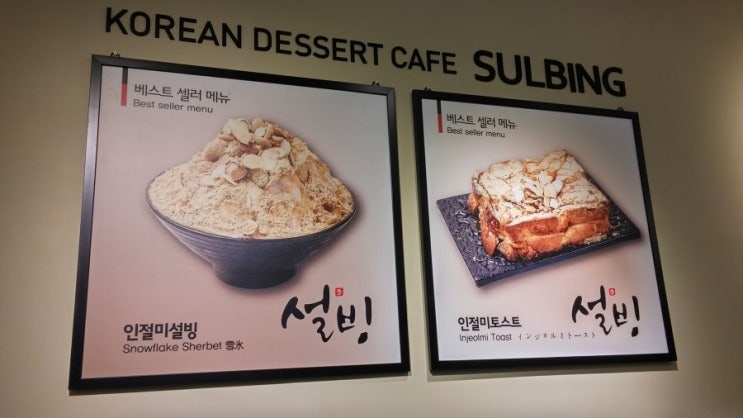 KOREAN DESSERT CAFE SULBING
베스트 셀러 메뉴
Best seller menu
설빙
인절미설빙
Snowflake Sherbet 雪氷
베스트 셀러 메뉴
Best seller menu
설빙
인절미토스트
Injeolmi Toast インジョルミトースト